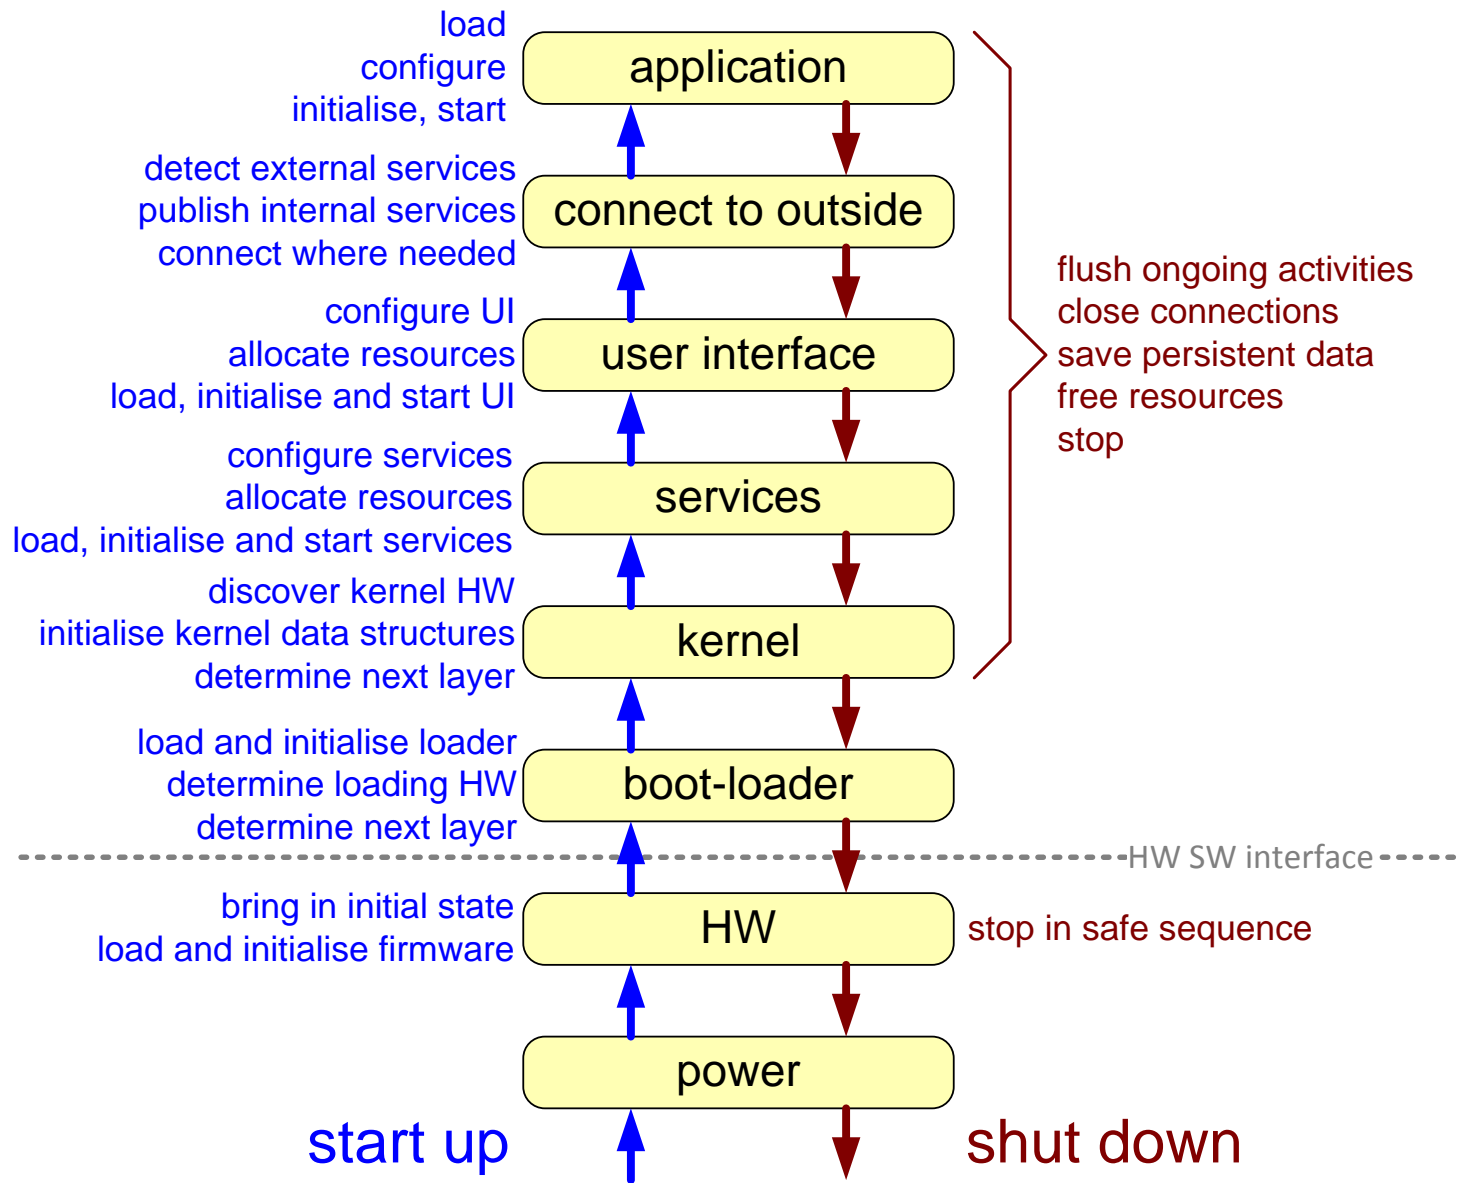 load
configure
initialise, start
application
detect external services
publish internal services
connect where needed
connect to outside
configure UI
allocate resources
load, initialise and start UI
user interface
flush ongoing activities
close connections
save persistent data
free resources
stop
configure services
allocate resources
load, initialise and start services
services
discover kernel HW
initialise kernel data structures
determine next layer
kernel
load and initialise loader
determine loading HW
determine next layer
boot-loader
HW SW interface
bring in initial state
load and initialise firmware
HW
stop in safe sequence
power
start up
shut down